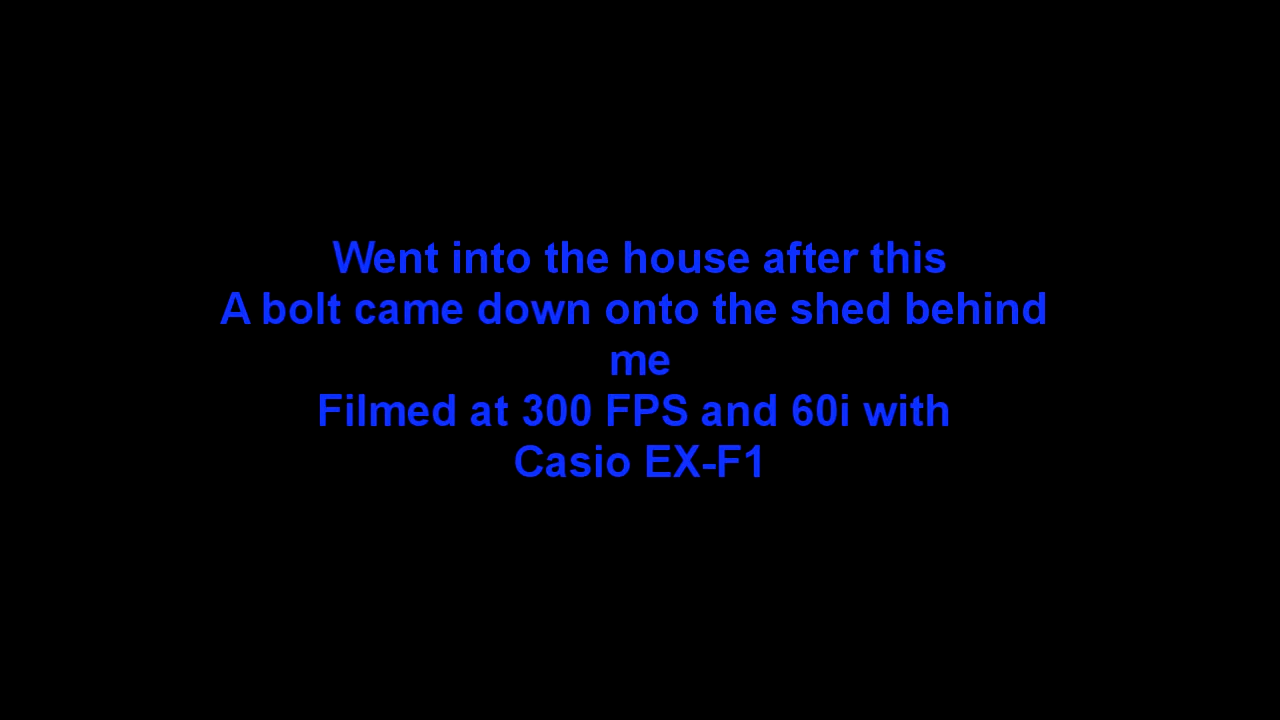 Went into the house after this
A bolt came down onto the shed behind
me
Filmed at 300 FPS and 60i with
Casio EX-F1